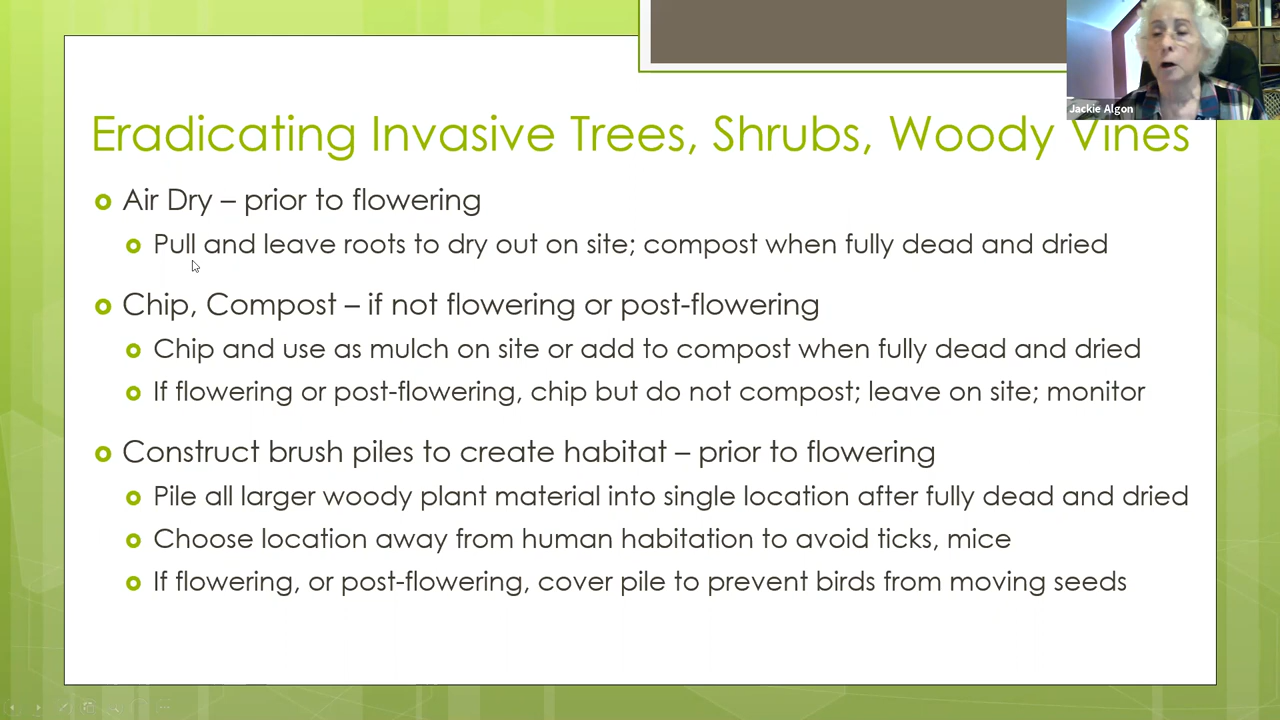 Jackie Algon
Eradicating Invasive Trees, Shrubs, Woody Vines
Air Dry – prior to flowering
Pull and leave roots to dry out on site; compost when fully dead and dried
Chip, Compost – if not flowering or post-flowering
Chip and use as mulch on site or add to compost when fully dead and dried
If flowering or post-flowering, chip but do not compost; leave on site; monitor
Construct brush piles to create habitat – prior to flowering
Pile all larger woody plant material into single location after fully dead and dried
Choose location away from human habitation to avoid ticks, mice
If flowering, or post-flowering, cover pile to prevent birds from moving seeds